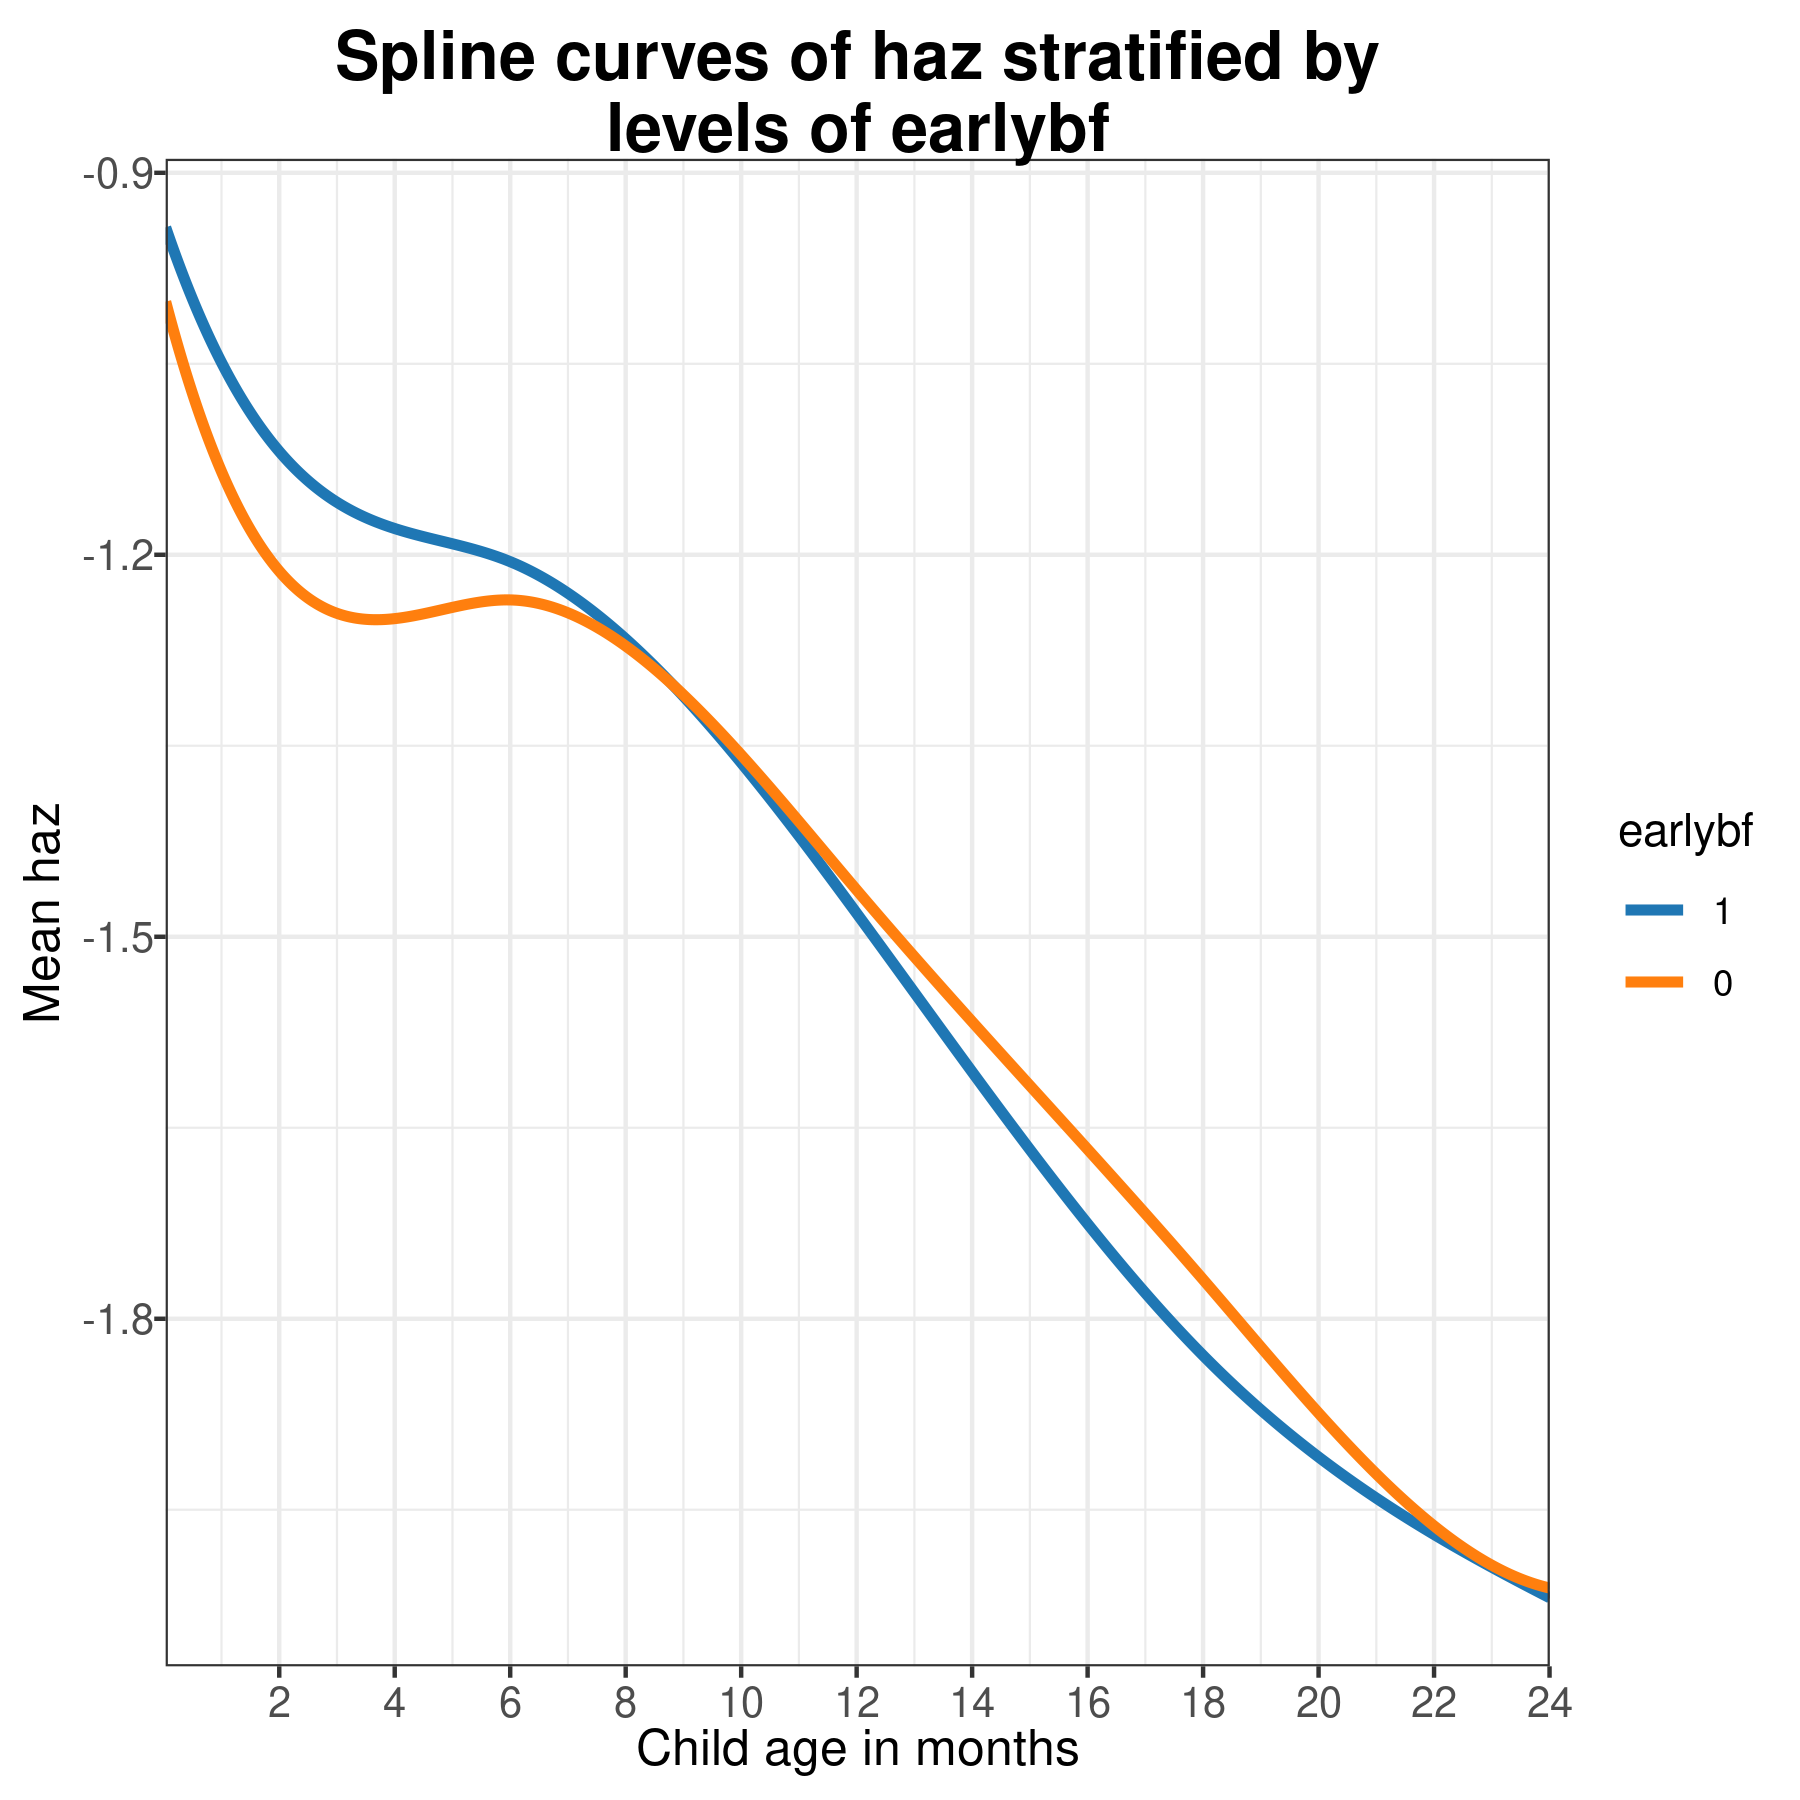 Spline curves of haz stratified by
levels of earlybf
-0.9
-1.2
-1.5
-1.8
Mean haz
2 4 6 8 10 12 14 16 18 20 22 24
Child age in months
earlybf
1
0